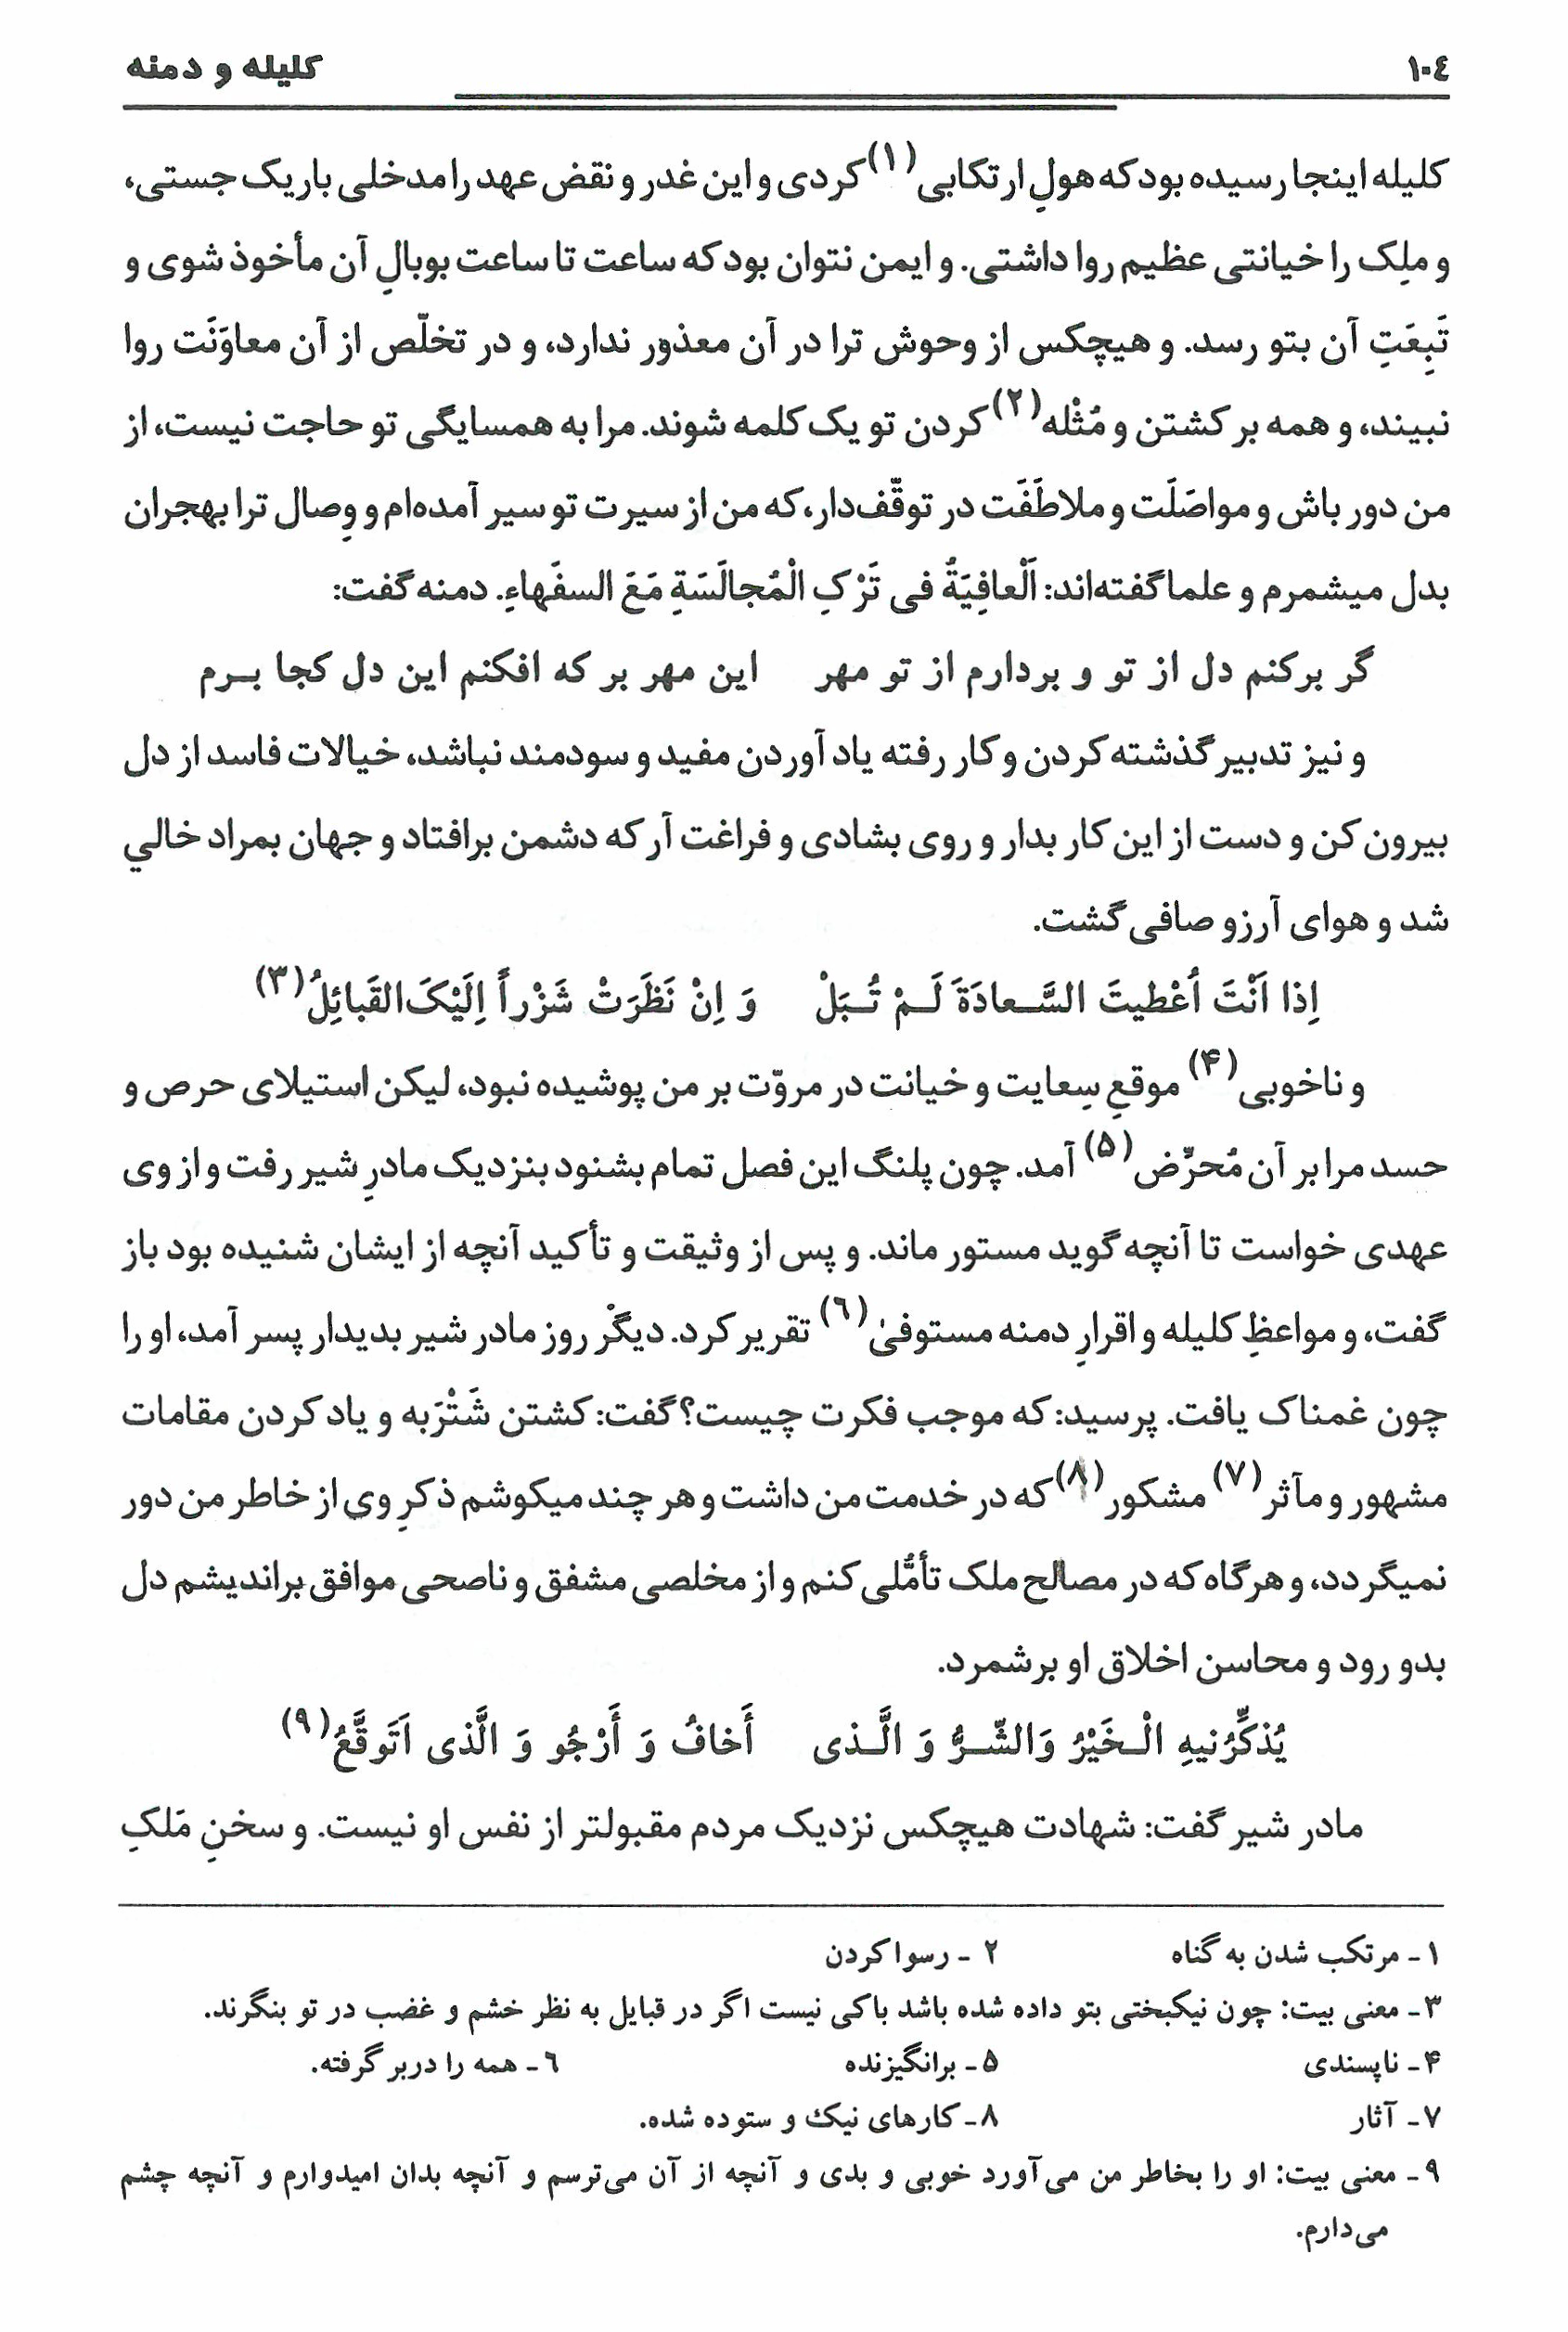 ١٠٤ کلیله و دمنه
کلیله اینجا رسیده بود که هولِ ارتکابی(١) کردی و این غدر و نقض عهد را مدخلی باریک جستی،
و ملِک را خیانتی عظیم روا داشتی. و ایمن نتوان بود که ساعت تا ساعت بوبالِ آن مأخوذ شوی و
تَبِعَتِ آن بتو رسد. و هیچکس از وحوش ترا در آن معذور ندارد، و در تخلّص از آن معاوَنَت روا
نبیند، و همه بر کشتن و مُثْله(٢) کردن تو یک کلمه شوند. مرا به همسایگی تو حاجت نیست، از
من دور باش و مواصَلَت و ملاطَفَت در توقّف‌دار، که من از سیرت تو سیر آمده‌ام و وِصال ترا بهجران
بدل میشمرم و علما گفته‌اند: اَلْعافِیَةُ فی تَرْکِ الْمُجالَسَةِ مَعَ السفَهاءِ. دمنه گفت:
گر برکنم دل از تو و بردارم از تو مهر این مهر بر که افکنم این دل کجا بـرم
و نیز تدبیر گذشته کردن و کار رفته یاد آوردن مفید و سودمند نباشد، خیالات فاسد از دل
بیرون کن و دست از این کار بدار و روی بشادی و فراغت آر که دشمن برافتاد و جهان بمراد خالي
شد و هوای آرزو صافی گشت.
اِذا اَنْتَ اُعْطیتَ السَّـعادَةَ لَـمْ تُـبَلْ وَ اِنْ نَظَرَتْ شَزْراً اِلَیْکَ القَبائِلُ(٣)
و ناخوبی(۴) موقعِ سِعایت و خیانت در مروّت بر من پوشیده نبود، لیکن استیلای حرص و
حسد مرا بر آن مُحرِّض(۵) آمد. چون پلنگ این فصل تمام بشنود بنزدیک مادرِ شیر رفت و از وی
عهدی خواست تا آنچه گوید مستور ماند. و پس از وثیقت و تأکید آنچه از ایشان شنیده بود باز
گفت، و مواعظِ کلیله و اقرارِ دمنه مستوفیٰ(٦) تقریر کرد. دیگْر روز مادر شیر بدیدار پسر آمد، او را
چون غمناک یافت. پرسید: که موجب فکرت چیست؟ گفت: کشتن شَتْرَبه و یاد کردن مقامات
مشهور و مآثر(٧) مشکور(٨) که در خدمت من داشت و هر چند میکوشم ذکرِ وی از خاطر من دور
نمیگردد، و هرگاه که در مصالح ملک تأمُّلی کنم و از مخلصی مشفق و ناصحی موافق براندیشم دل
بدو رود و محاسن اخلاق او برشمرد.
یُذکِّرُنیهِ الْـخَیْرُ وَالشّـرُّ وَ الَّـذی أَخافُ وَ أَرْجُو وَ الَّذی اَتَوقَّعُ(٩)
مادر شیر گفت: شهادت هیچکس نزدیک مردم مقبولتر از نفس او نیست. و سخنِ مَلکِ
١ ـ مرتکب شدن به گناه ٢ ـ رسوا کردن
٣ ـ معنی بیت: چون نیکبختی بتو داده شده باشد باکی نیست اگر در قبایل به نظر خشم و غضب در تو بنگرند.
۴ ـ ناپسندی ۵ ـ برانگیزنده ٦ ـ همه را دربر گرفته.
٧ ـ آثار ٨ ـ کارهای نیک و ستوده شده.
٩ ـ معنی بیت: او را بخاطر من می‌آورد خوبی و بدی و آنچه از آن می‌ترسم و آنچه بدان امیدوارم و آنچه چشم
می‌دارم.